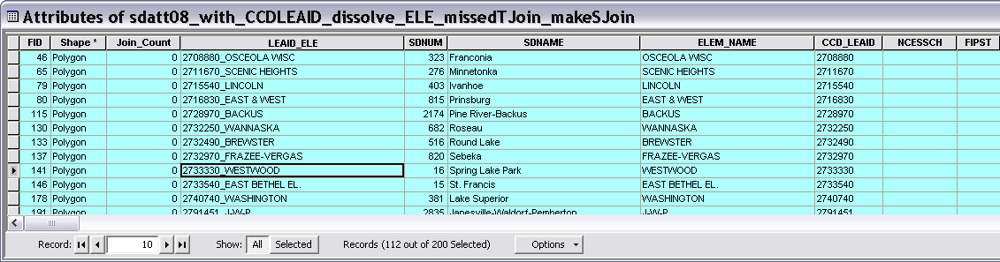 Attributes of sdatt08_with_CCDLEAID_dissolve_ELE_missedTJoin_makeSJoin
FID Shape * Join_Count LEAID_ELE SDNUM SDNAME ELEM_NAME CCD_LEAID NCESSCH FIPST
46 Polygon 0 2708880_OSCEOLA WISC 323 Franconia OSCEOLA WISC 2708880
65 Polygon 0 2711670_SCENIC HEIGHTS 276 Minnetonka SCENIC HEIGHTS 2711670
79 Polygon 0 2715540_LINCOLN 403 Ivanhoe LINCOLN 2715540
80 Polygon 0 2716830_EAST & WEST 815 Prinsburg EAST & WEST 2716830
115 Polygon 0 2728970_BACKUS 2174 Pine River-Backus BACKUS 2728970
130 Polygon 0 2732250_WANNASKA 682 Roseau WANNASKA 2732250
133 Polygon 0 2732490_BREWSTER 516 Round Lake BREWSTER 2732490
137 Polygon 0 2732970_FRAZEE-VERGAS 820 Sebeka FRAZEE-VERGAS 2732970
141 Polygon 0 2733330_WESTWOOD 16 Spring Lake Park WESTWOOD 2733330
146 Polygon 0 2733540_EAST BETHEL EL. 15 St. Francis EAST BETHEL EL. 2733540
178 Polygon 0 2740740_WASHINGTON 381 Lake Superior WASHINGTON 2740740
191 Polygon 0 2791451_J-W-P 2835 Janesville-Waldorf-Pemberton J-W-P 2791451
Record: 10 Show: All Selected Records (112 out of 200 Selected) Options